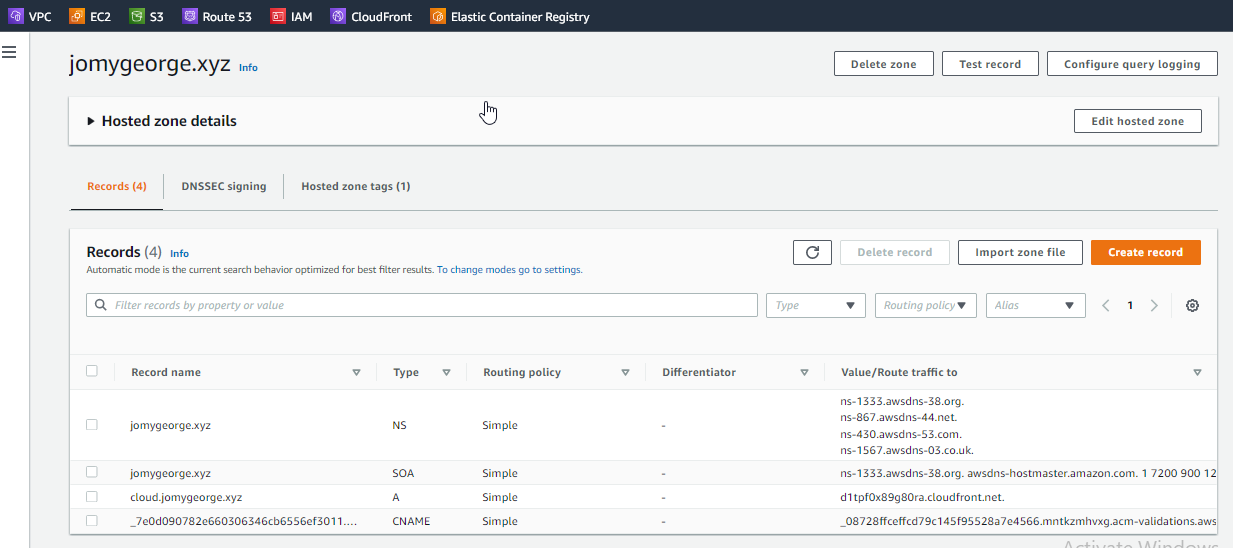 VPC EC2 S3 Route 53 IAM CloudFront Elastic Container Registry
jomygeorge.xyz Info
Delete zone Test record Configure query logging
Hosted zone details
Edit hosted zone
Records (4) DNSSEC signing Hosted zone tags (1)
Records (4) Info
Delete record Import zone file Create record
Automatic mode is the current search behavior optimized for best filter results. To change modes go to settings.
Filter records by property or value Type Routing policy Alias 1
Record name Type Routing policy Differentiator Value/Route traffic to
jomygeorge.xyz NS Simple - ns-1333.awsdns-38.org.
ns-867.awsdns-44.net.
ns-430.awsdns-53.com.
ns-1567.awsdns-03.co.uk.
jomygeorge.xyz SOA Simple - ns-1333.awsdns-38.org. awsdns-hostmaster.amazon.com. 1 7200 900 12
cloud.jomygeorge.xyz A Simple - d1tpf0x89g80ra.cloudfront.net.
_7e0d090782e660306346cb6556ef3011.... CNAME Simple - _08728ffceffcd79c145f95528a7e4566.mntkzmhvxg.acm-validations.aws
Activate Windows